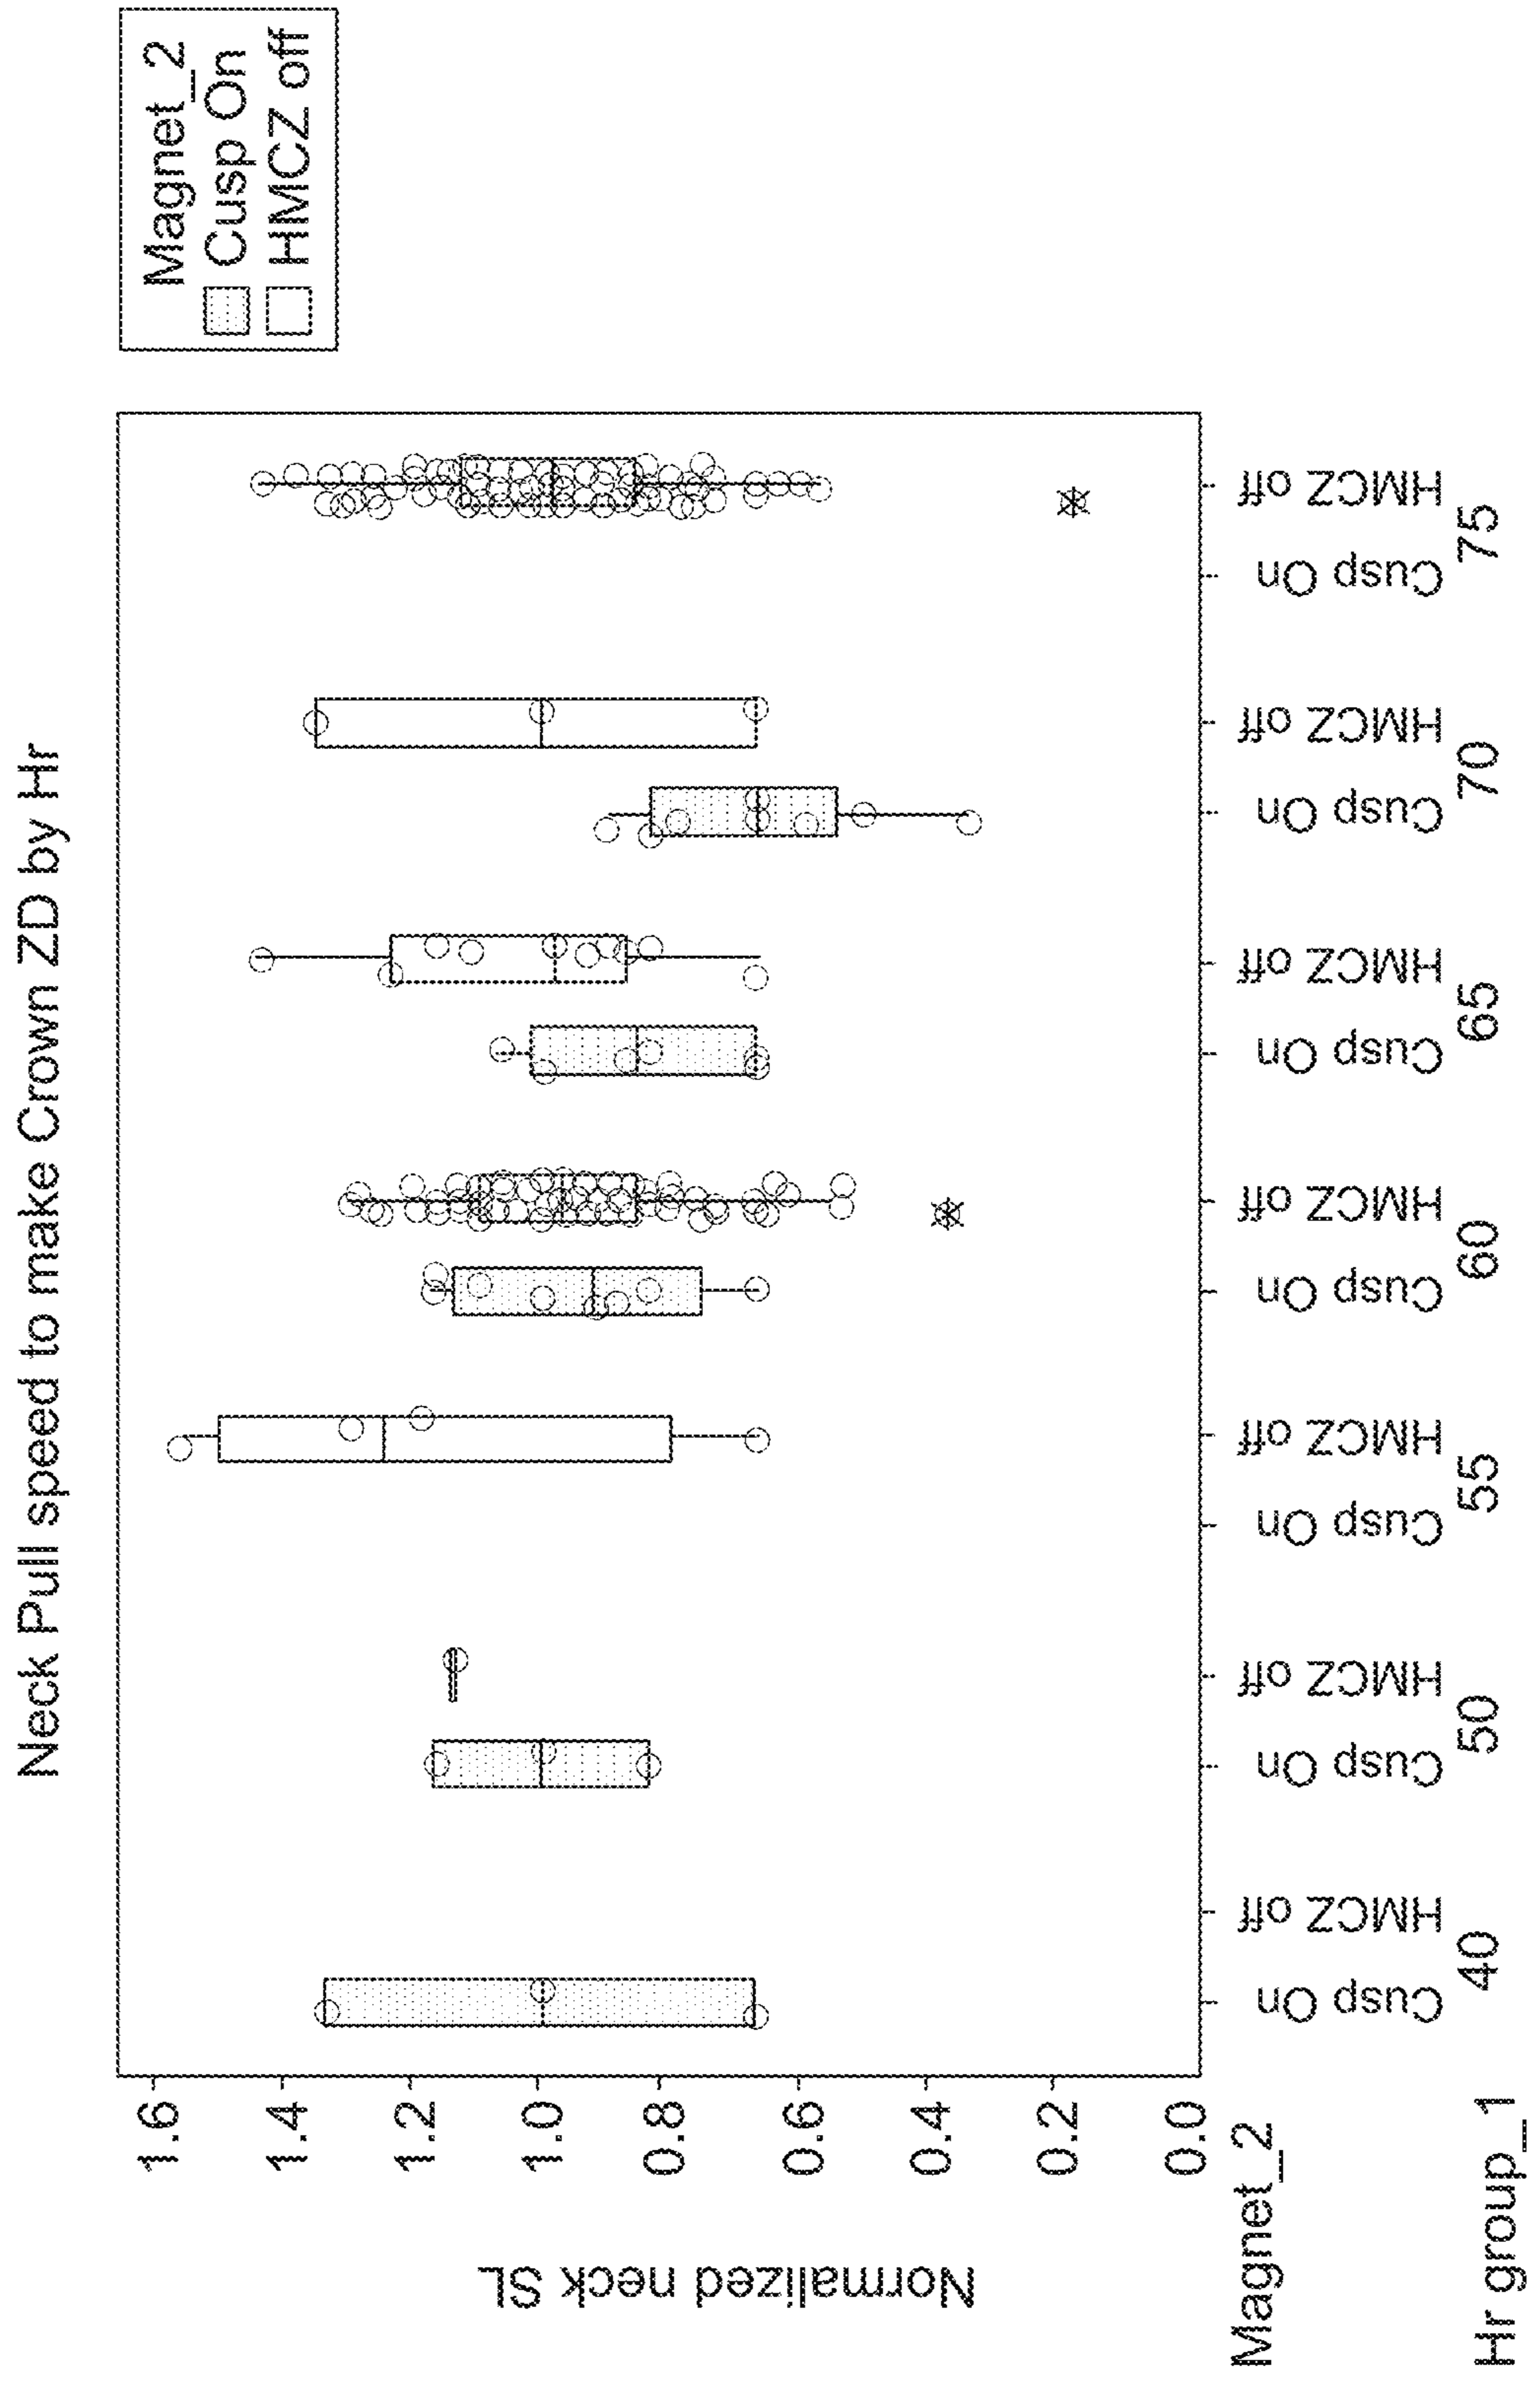 Neck Pull speed to make Crown ZD by Hr
Magnet_2
Cusp On
HMCZ off
Normalized neck SL
1.6
1.4
1.2
1.0
0.8
0.6
0.4
0.2
0.0
Magnet_2
Cusp On
HMCZ off
Cusp On
HMCZ off
Cusp On
HMCZ off
Cusp On
HMCZ off
Cusp On
HMCZ off
Cusp On
HMCZ off
Cusp On
HMCZ off
Hr group_1
40
50
55
60
65
70
75